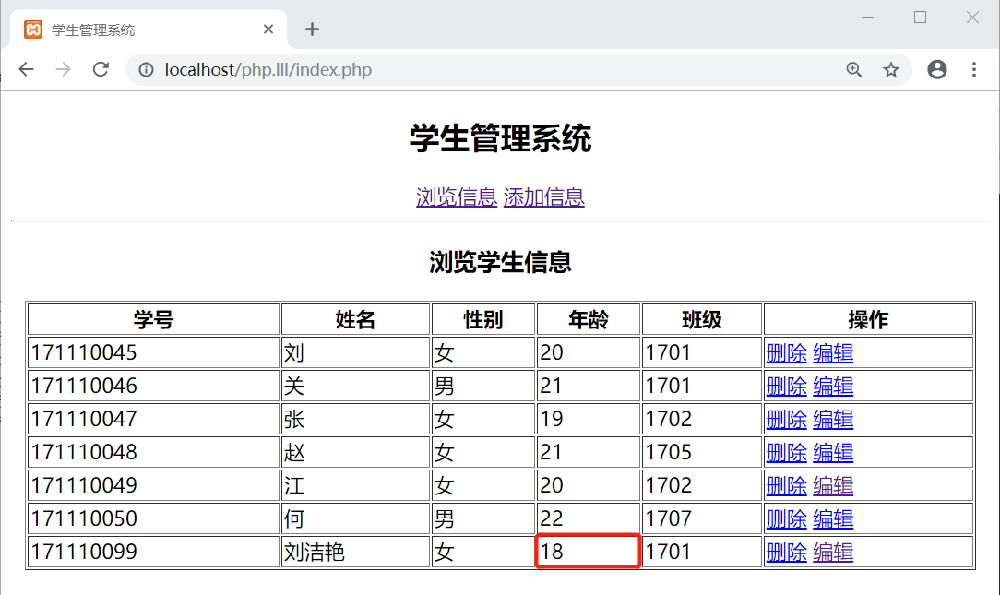 学生管理系统
localhost/php.lll/index.php
学生管理系统
浏览信息 添加信息
浏览学生信息
学号 姓名 性别 年龄 班级 操作
171110045 刘 女 20 1701 删除 编辑
171110046 关 男 21 1701 删除 编辑
171110047 张 女 19 1702 删除 编辑
171110048 赵 女 21 1705 删除 编辑
171110049 江 女 20 1702 删除 编辑
171110050 何 男 22 1707 删除 编辑
171110099 刘洁艳 女 18 1701 删除 编辑